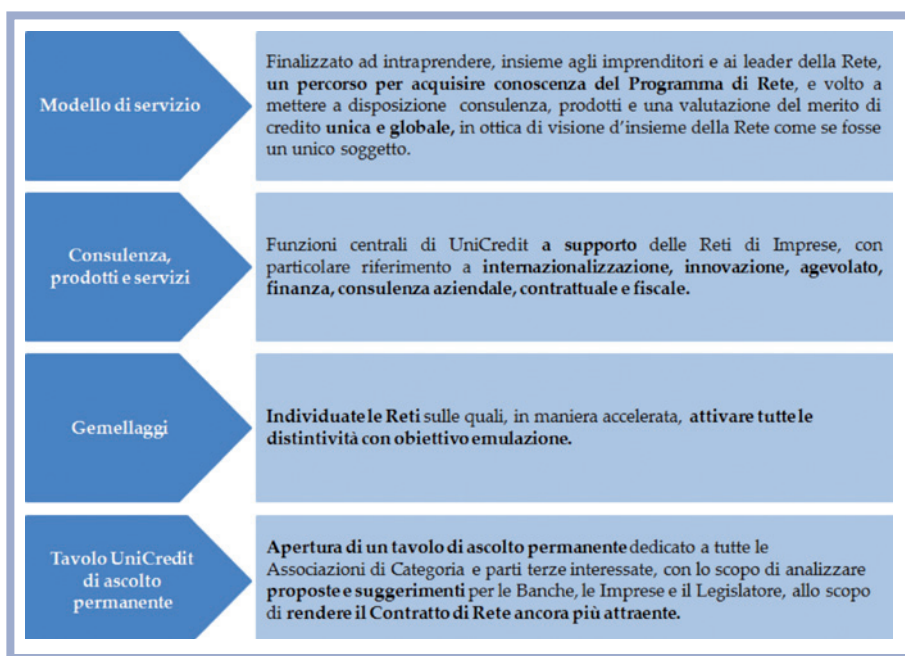 Modello di servizio
Finalizzato ad intraprendere, insieme agli imprenditori e ai leader della Rete,
un percorso per acquisire conoscenza del Programma di Rete, e volto a
mettere a disposizione consulenza, prodotti e una valutazione del merito di
credito unica e globale, in ottica di visione d'insieme della Rete come se fosse
un unico soggetto.
Consulenza,
prodotti e servizi
Funzioni centrali di UniCredit a supporto delle Reti di Imprese, con
particolare riferimento a internazionalizzazione, innovazione, agevolato,
finanza, consulenza aziendale, contrattuale e fiscale.
Gemellaggi
Individuate le Reti sulle quali, in maniera accelerata, attivare tutte le
distintività con obiettivo emulazione.
Tavolo UniCredit
di ascolto
permanente
Apertura di un tavolo di ascolto permanente dedicato a tutte le
Associazioni di Categoria e parti terze interessate, con lo scopo di analizzare
proposte e suggerimenti per le Banche, le Imprese e il Legislatore, allo scopo
di rendere il Contratto di Rete ancora più attraente.